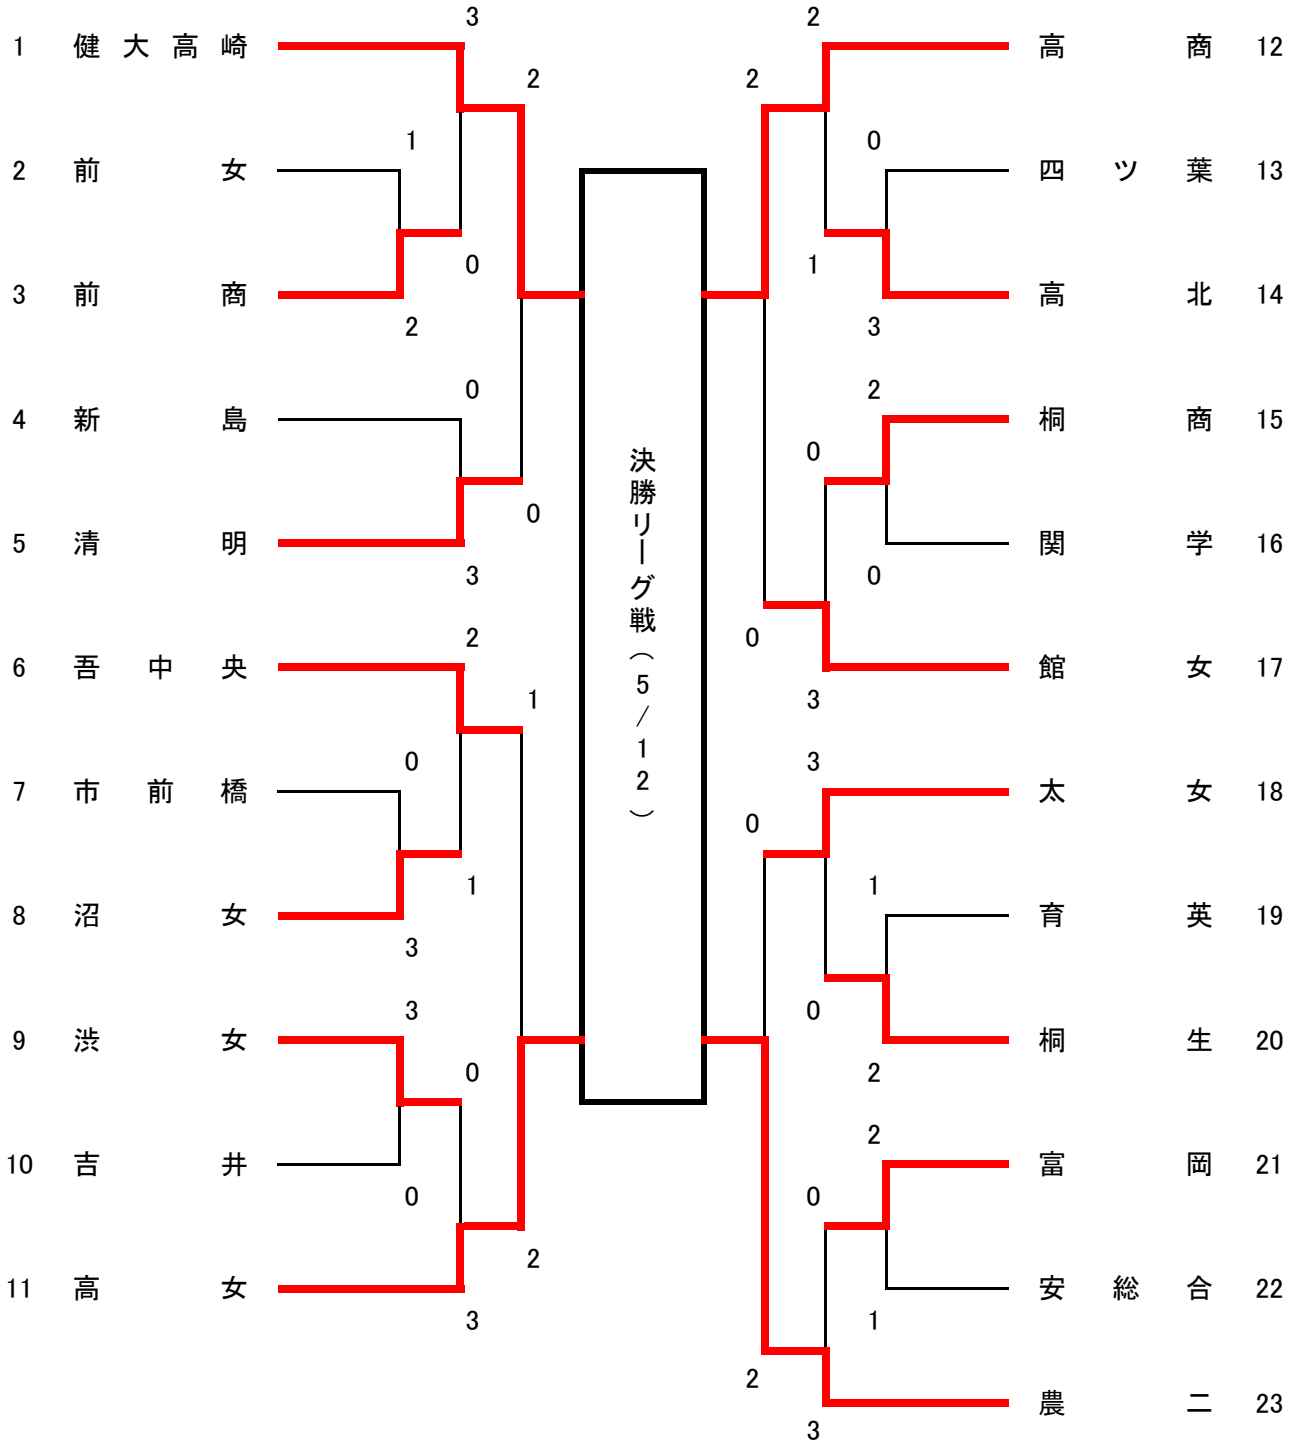 3
1 健大高崎
2
1
2 前女
0
3 前商
2
0
4 新島
0
5 清明
3
2
6 吾中央
1
0
7 市前橋
1
8 沼女
3
3
9 渋女
0
10 吉井
0
2
11 高女
3
決勝リーグ戦（5/12）
2
高商 12
2
0
四ツ葉 13
1
高北 14
3
2
桐商 15
0
関学 16
0
0
館女 17
3
3
太女 18
0
1
育英 19
0
桐生 20
2
2
富岡 21
0
安総合 22
1
2
農二 23
3